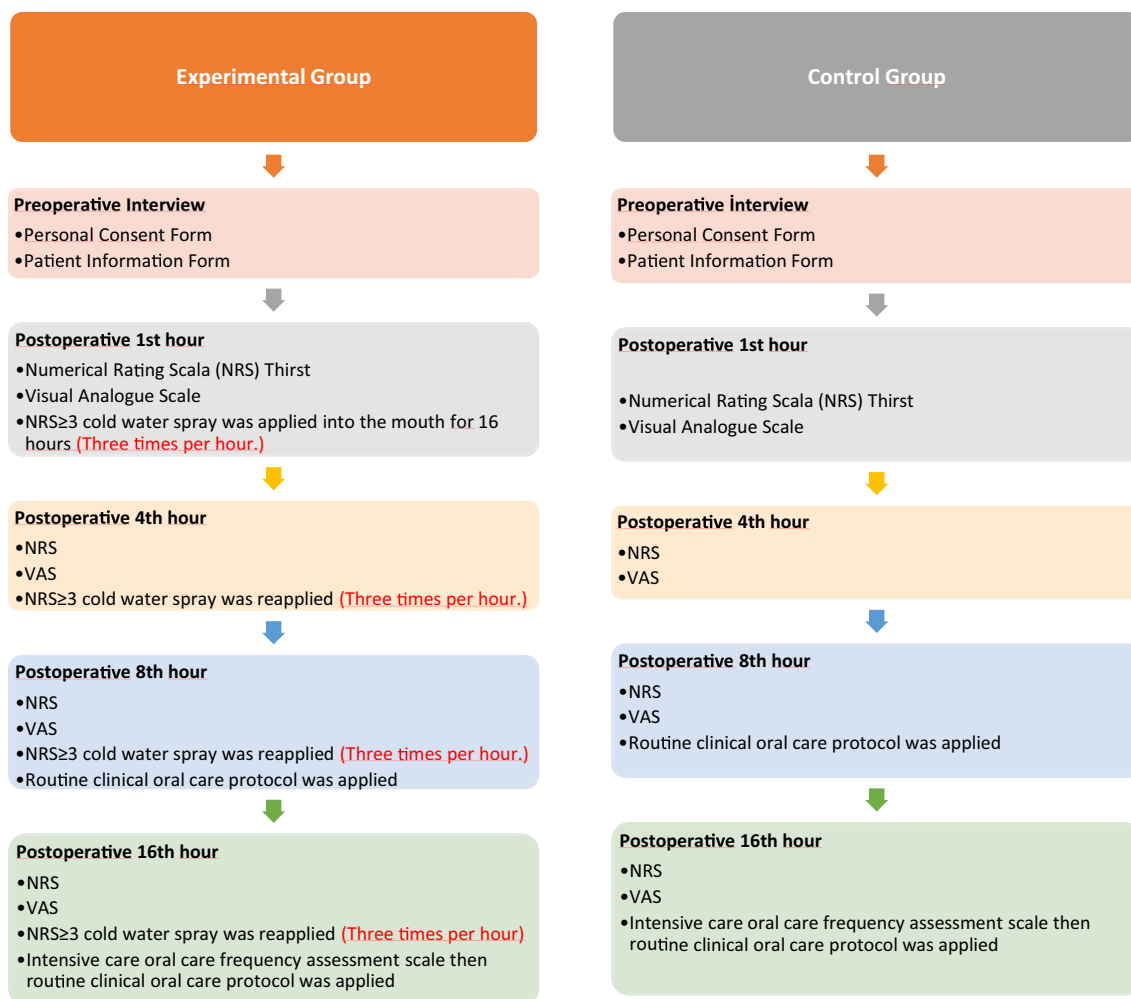 Experimental Group
Preoperative Interview
•Personal Consent Form
•Patient Information Form
Postoperative 1st hour
•Numerical Rating Scala (NRS) Thirst
•Visual Analogue Scale
•NRS≥3 cold water spray was applied into the mouth for 16
hours (Three times per hour.)
Postoperative 4th hour
•NRS
•VAS
•NRS≥3 cold water spray was reapplied (Three times per hour.)
Postoperative 8th hour
•NRS
•VAS
•NRS≥3 cold water spray was reapplied (Three times per hour.)
•Routine clinical oral care protocol was applied
Postoperative 16th hour
•NRS
•VAS
•NRS≥3 cold water spray was reapplied (Three times per hour)
•Intensive care oral care frequency assessment scale then
routine clinical oral care protocol was applied
Control Group
Preoperative İnterview
•Personal Consent Form
•Patient Information Form
Postoperative 1st hour
•Numerical Rating Scala (NRS) Thirst
•Visual Analogue Scale
Postoperative 4th hour
•NRS
•VAS
Postoperative 8th hour
•NRS
•VAS
•Routine clinical oral care protocol was applied
Postoperative 16th hour
•NRS
•VAS
•Intensive care oral care frequency assessment scale then
routine clinical oral care protocol was applied